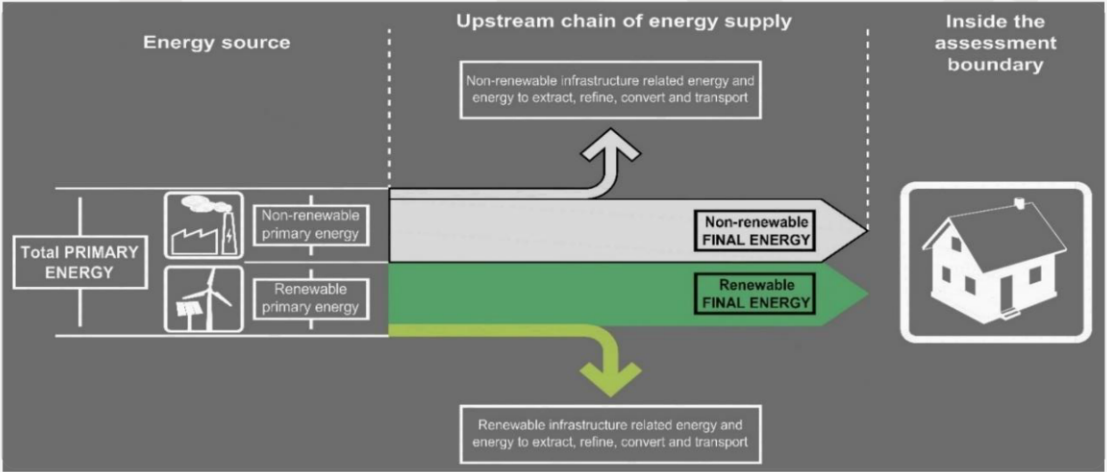 Energy source
Upstream chain of energy supply
Inside the
assessment
boundary
Non-renewable infrastructure related energy and
energy to extract, refine, convert and transport
Total PRIMARY
ENERGY
Non-renewable
primary energy
Non-renewable
FINAL ENERGY
Renewable
primary energy
Renewable
FINAL ENERGY
Renewable infrastructure related energy and
energy to extract, refine, convert and transport